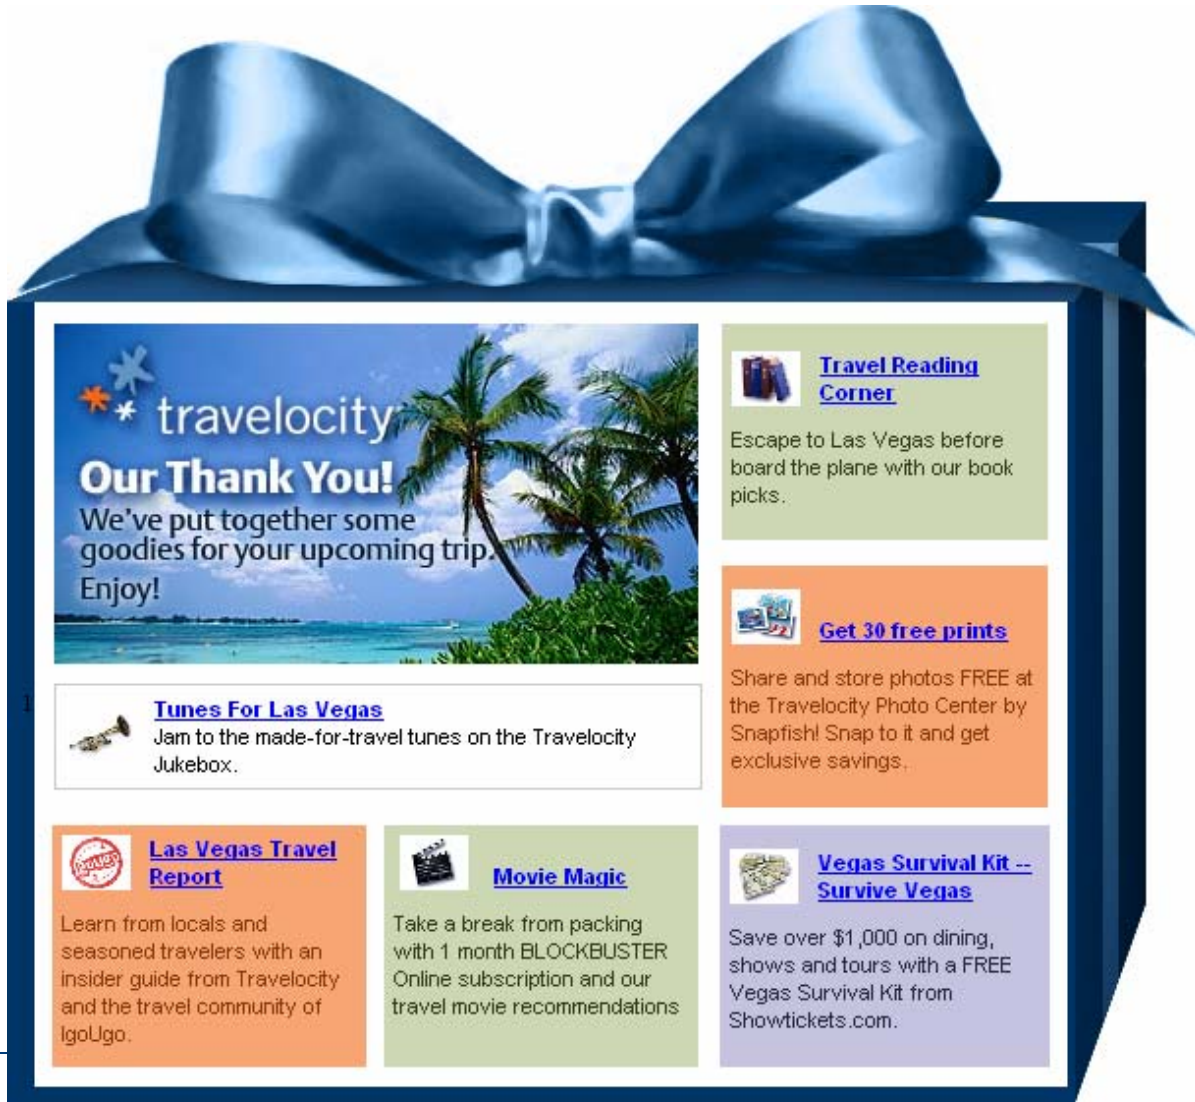 travelocity
Our Thank You!
We've put together some
goodies for your upcoming trip.
Enjoy!
Travel Reading
Corner
Escape to Las Vegas before
board the plane with our book
picks.
Get 30 free prints
Share and store photos FREE at
the Travelocity Photo Center by
Snapfish! Snap to it and get
exclusive savings.
Tunes For Las Vegas
Jam to the made-for-travel tunes on the Travelocity
Jukebox.
Las Vegas Travel
Report
Learn from locals and
seasoned travelers with an
insider guide from Travelocity
and the travel community of
IgoUgo.
Movie Magic
Take a break from packing
with 1 month BLOCKBUSTER
Online subscription and our
travel movie recommendations
Vegas Survival Kit --
Survive Vegas
Save over $1,000 on dining,
shows and tours with a FREE
Vegas Survival Kit from
Showtickets.com.